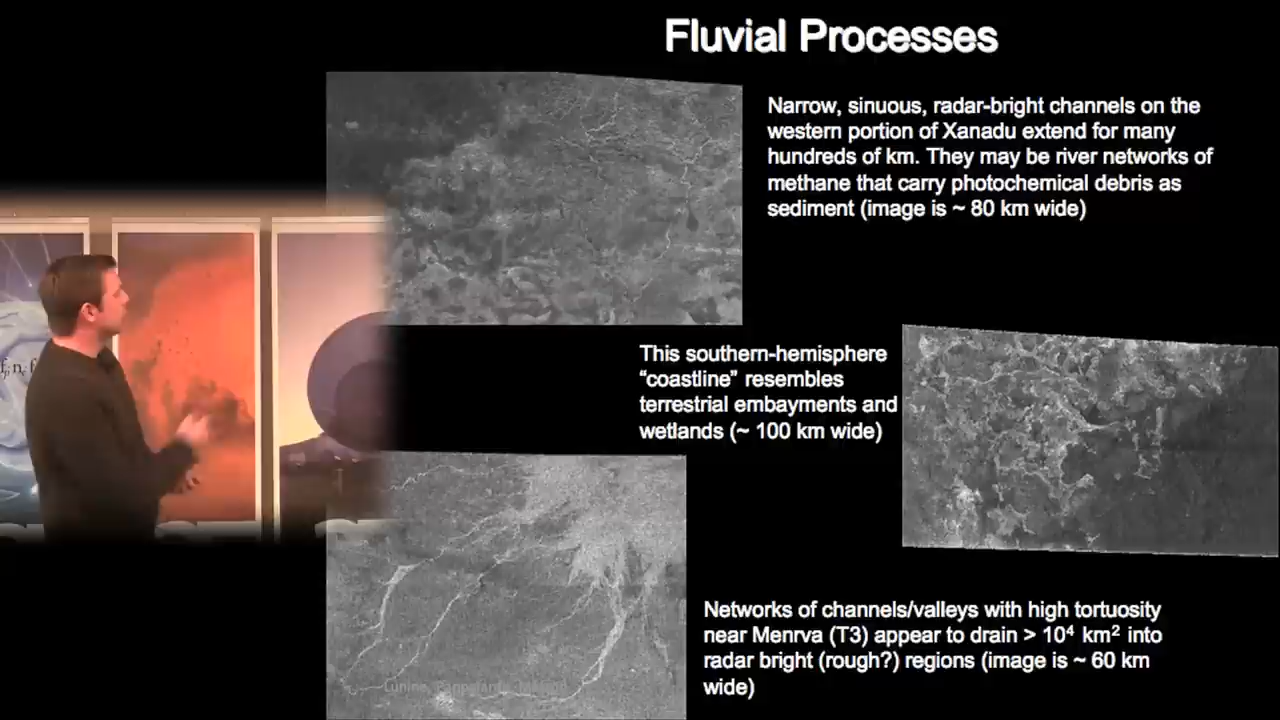 Fluvial Processes
Narrow, sinuous, radar-bright channels on the
western portion of Xanadu extend for many
hundreds of km. They may be river networks of
methane that carry photochemical debris as
sediment (image is ~ 80 km wide)
This southern-hemisphere
“coastline” resembles
terrestrial embayments and
wetlands (~ 100 km wide)
Networks of channels/valleys with high tortuosity
near Menrva (T3) appear to drain > 10⁴ km² into
radar bright (rough?) regions (image is ~ 60 km
wide)